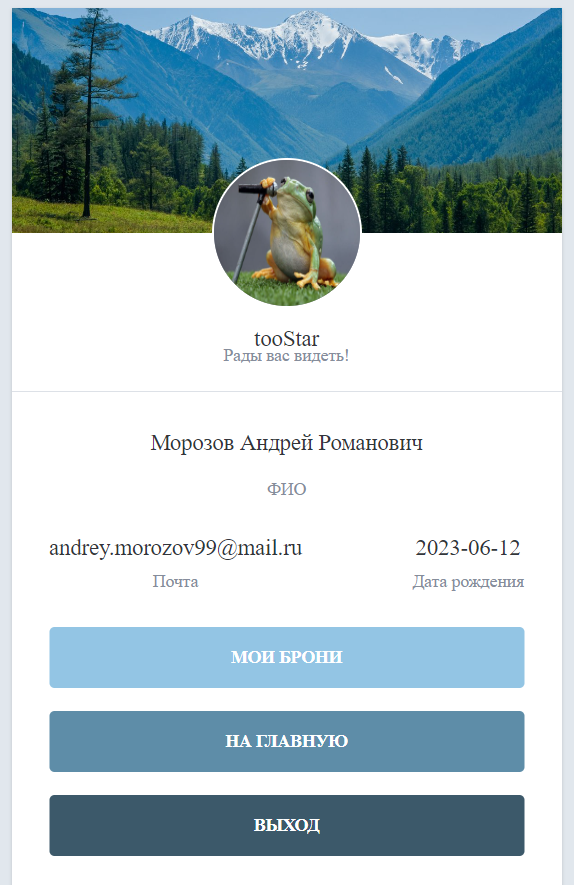 tooStar
Рады вас видеть!
Морозов Андрей Романович
ФИО
andrey.morozov99@mail.ru
2023-06-12
Почта
Дата рождения
МОИ БРОНИ
НА ГЛАВНУЮ
ВЫХОД